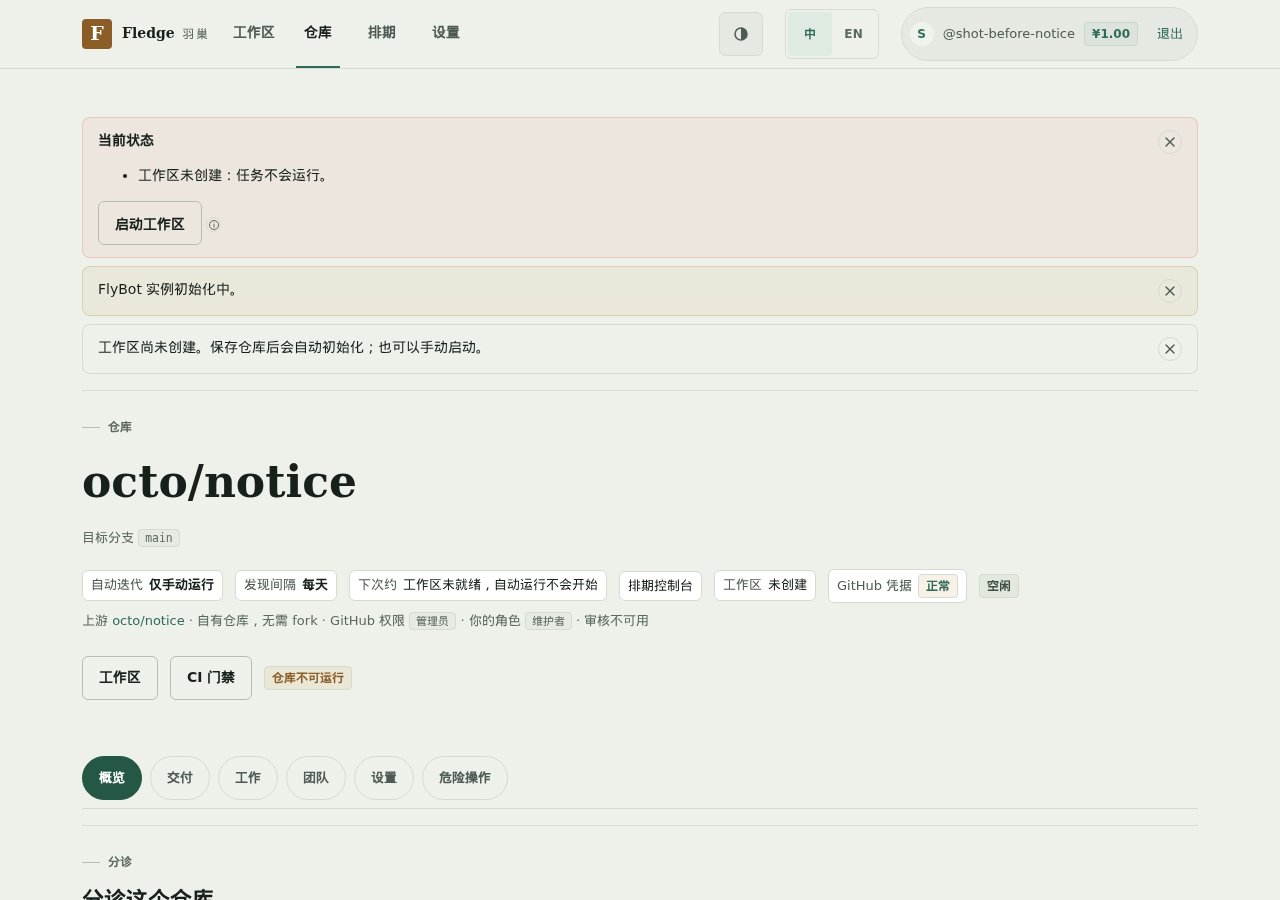 F Fledge 羽巢 工作区 仓库 排期 设置 中 EN S @shot-before-notice ¥1.00 退出
当前状态
• 工作区未创建：任务不会运行。
启动工作区
FlyBot 实例初始化中。
工作区尚未创建。保存仓库后会自动初始化；也可以手动启动。
仓库
octo/notice
目标分支 main
自动迭代 仅手动运行 发现间隔 每天 下次约 工作区未就绪，自动运行不会开始 排期控制台 工作区 未创建 GitHub 凭据 正常 空闲
上游 octo/notice · 自有仓库，无需 fork · GitHub 权限 管理员 · 你的角色 维护者 · 审核不可用
工作区 CI 门禁 仓库不可运行
概览 交付 工作 团队 设置 危险操作
分诊
分诊这个仓库